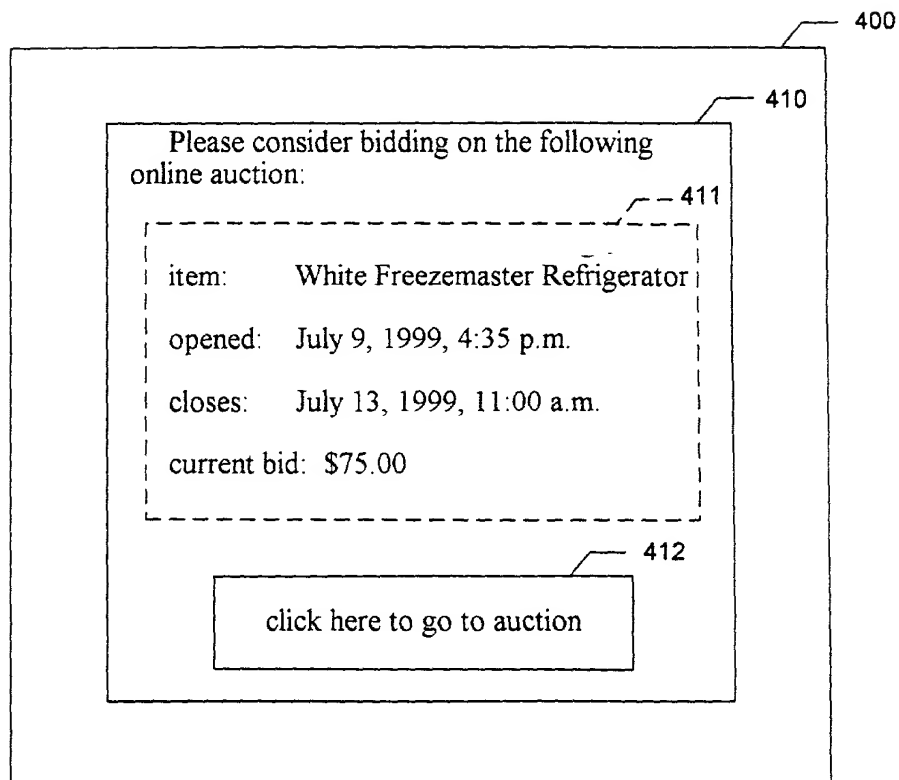 400
410
Please consider bidding on the following
online auction:
411
item: White Freezemaster Refrigerator
opened: July 9, 1999, 4:35 p.m.
closes: July 13, 1999, 11:00 a.m.
current bid: $75.00
412
click here to go to auction